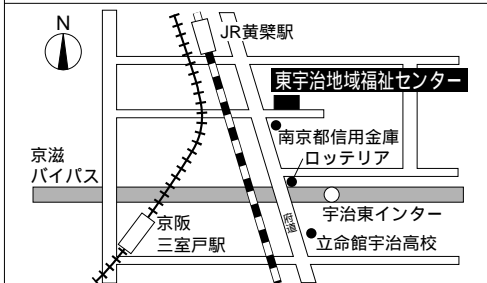 N
JR黄檗駅
東宇治地域福祉センター
南京都信用金庫
ロッテリア
京滋
バイパス
宇治東インター
府道
京阪
三室戸駅
立命館宇治高校